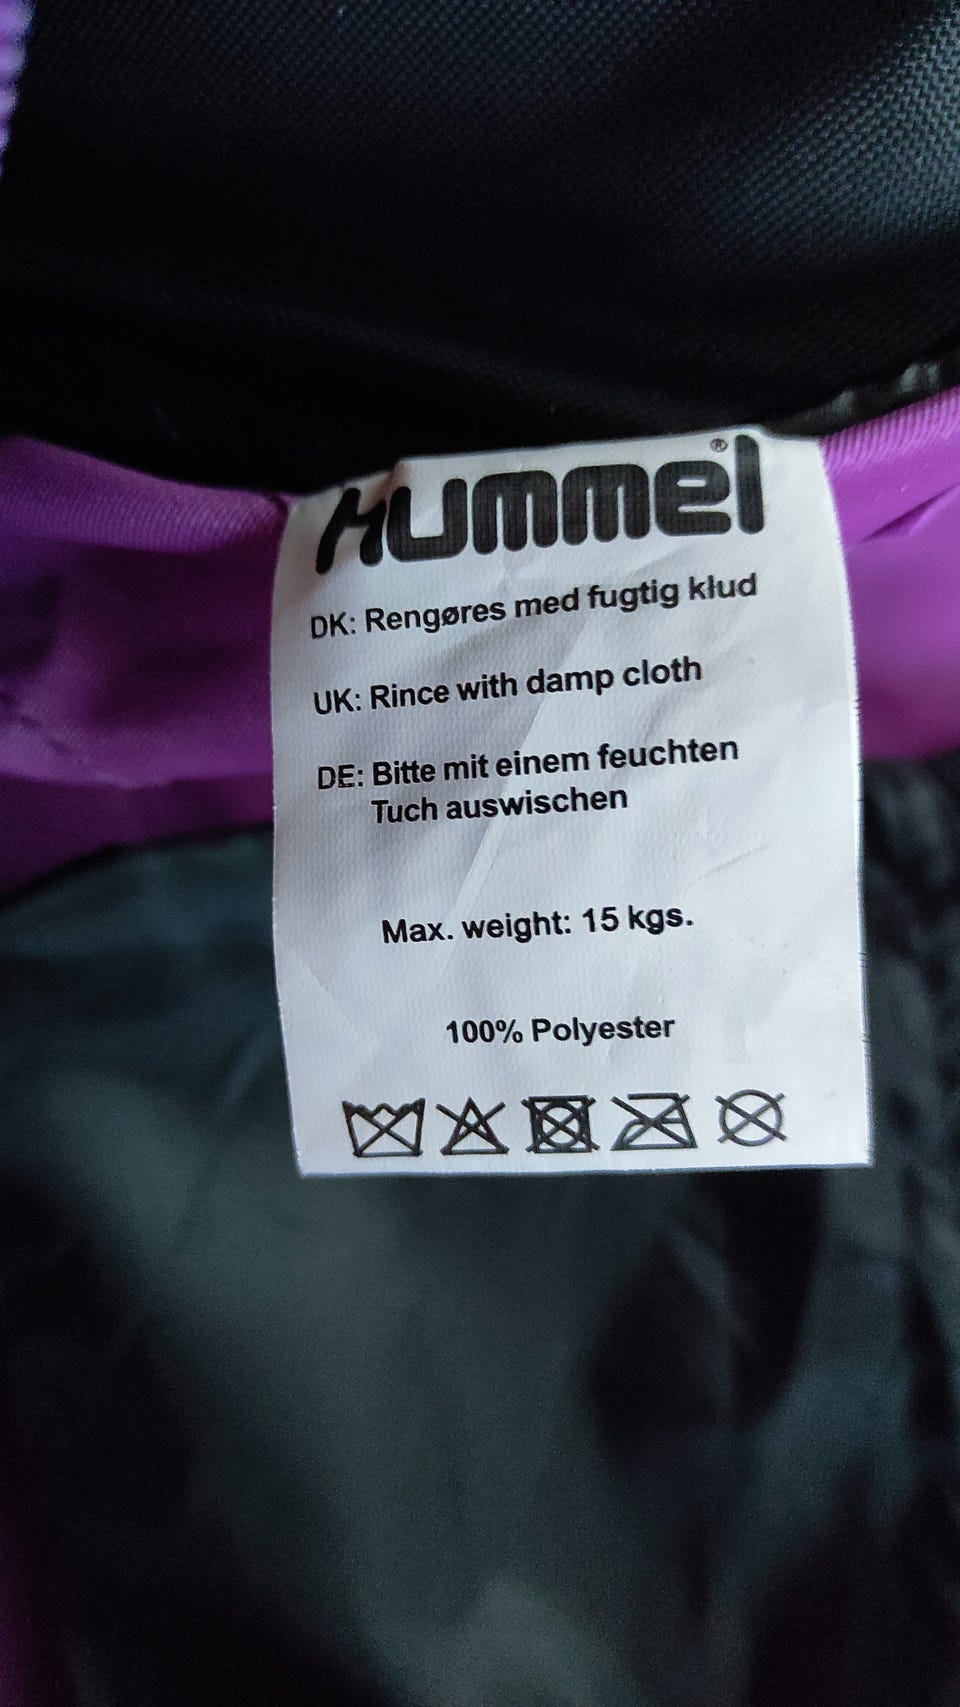 Hummel®
DK: Rengøres med fugtig kłud
UK: Rince with damp cloth
DE: Bitte mit einem feuchten
Tuch auswischen
Max. weight: 15 kgs.
100% Polyester